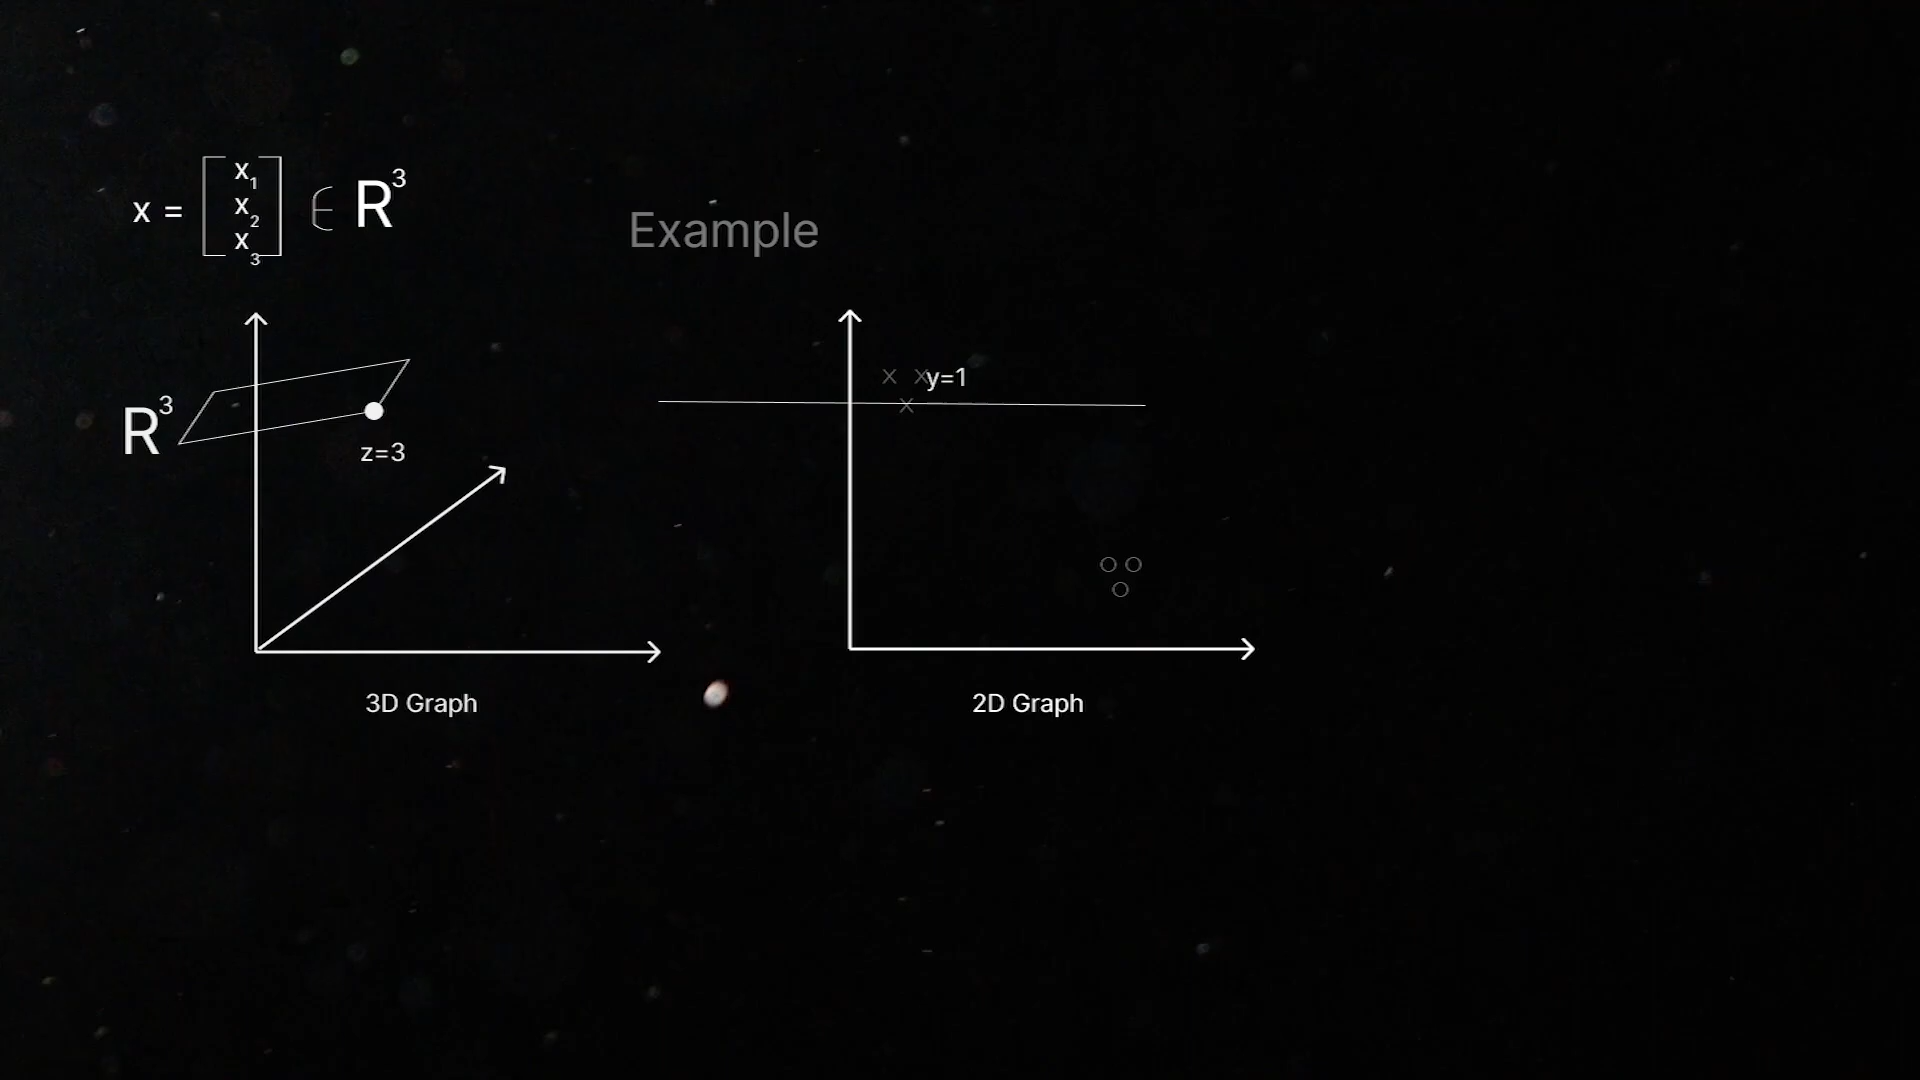 x = [x₁ x₂ x₃] ∈ R³
Example
R³
z=3
y=1
3D Graph
2D Graph